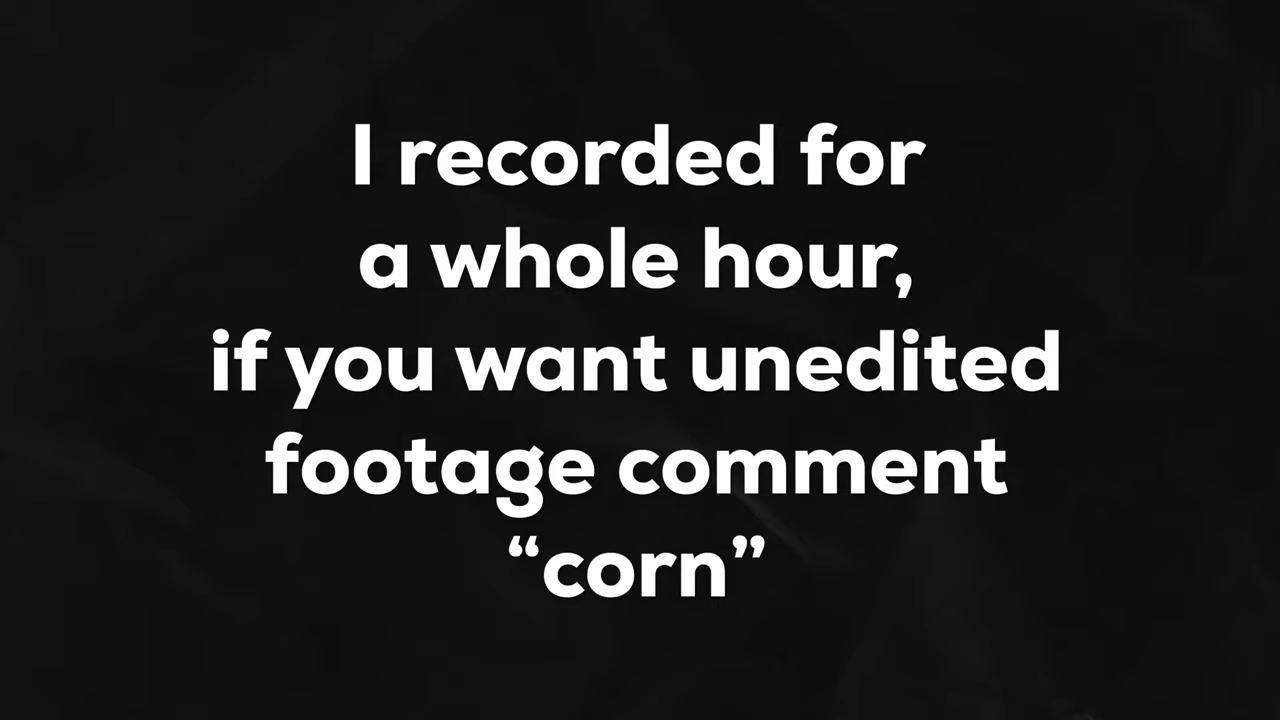 I recorded for
a whole hour,
if you want unedited
footage comment
“corn”